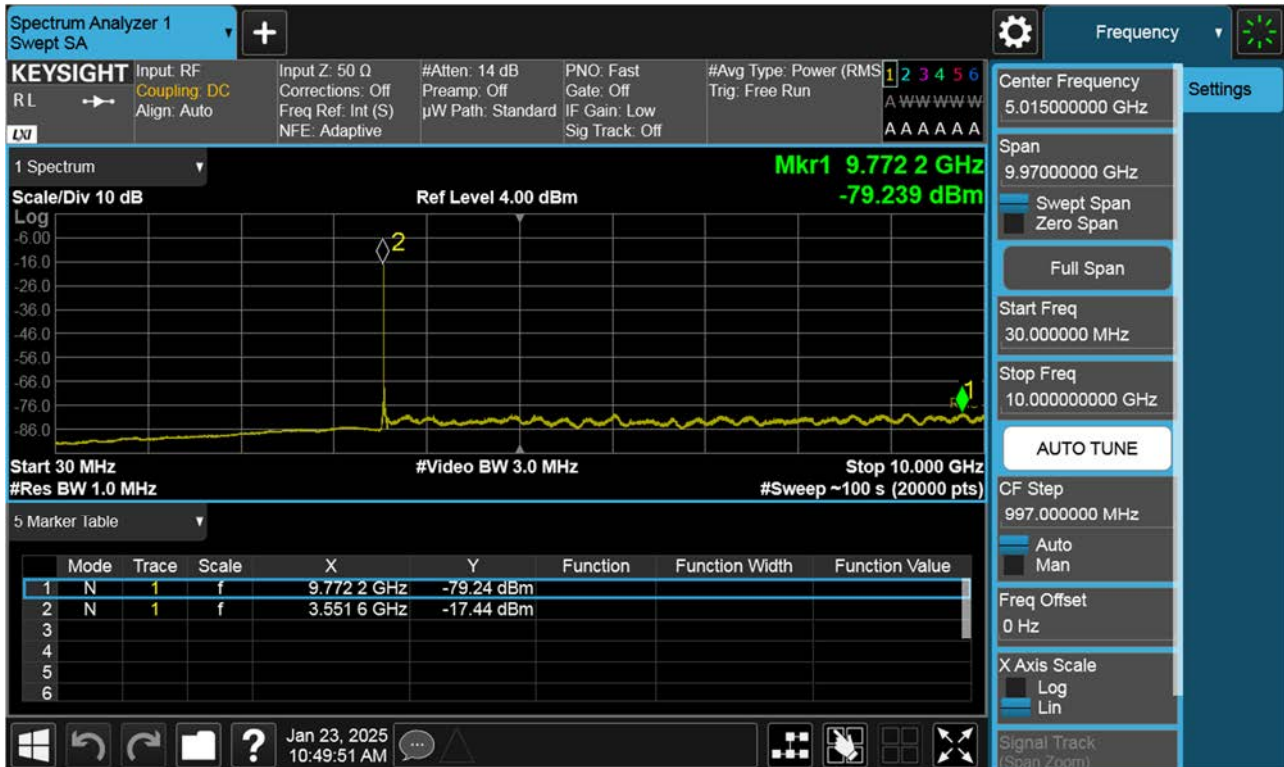 Spectrum Analyzer 1
Swept SA
+
Frequency
KEYSIGHT
RL
LXI
Input: RF
Coupling: DC
Align: Auto
Input Z: 50 Ω
Corrections: Off
Freq Ref: Int (S)
NFE: Adaptive
#Atten: 14 dB
Preamp: Off
µW Path: Standard
PNO: Fast
Gate: Off
IF Gain: Low
Sig Track: Off
#Avg Type: Power (RMS
Trig: Free Run
1 2 3 4 5 6
A W W W W W
A A A A A A
1 Spectrum
Scale/Div 10 dB
Ref Level 4.00 dBm
Mkr1 9.772 2 GHz
-79.239 dBm
Log
-6.00
-16.0
-26.0
-36.0
-46.0
-56.0
-66.0
-76.0
-86.0
2
1
Start 30 MHz
#Video BW 3.0 MHz
Stop 10.000 GHz
#Res BW 1.0 MHz
#Sweep ~100 s (20000 pts)
5 Marker Table
Mode Trace Scale X Y Function Function Width Function Value
1 N 1 f 9.772 2 GHz -79.24 dBm
2 N 1 f 3.551 6 GHz -17.44 dBm
3
4
5
6
?
Jan 23, 2025
10:49:51 AM
Center Frequency
5.015000000 GHz
Settings
Span
9.97000000 GHz
Swept Span
Zero Span
Full Span
Start Freq
30.000000 MHz
Stop Freq
10.000000000 GHz
AUTO TUNE
CF Step
997.000000 MHz
Auto
Man
Freq Offset
0 Hz
X Axis Scale
Log
Lin
Signal Track
(Span Zoom)